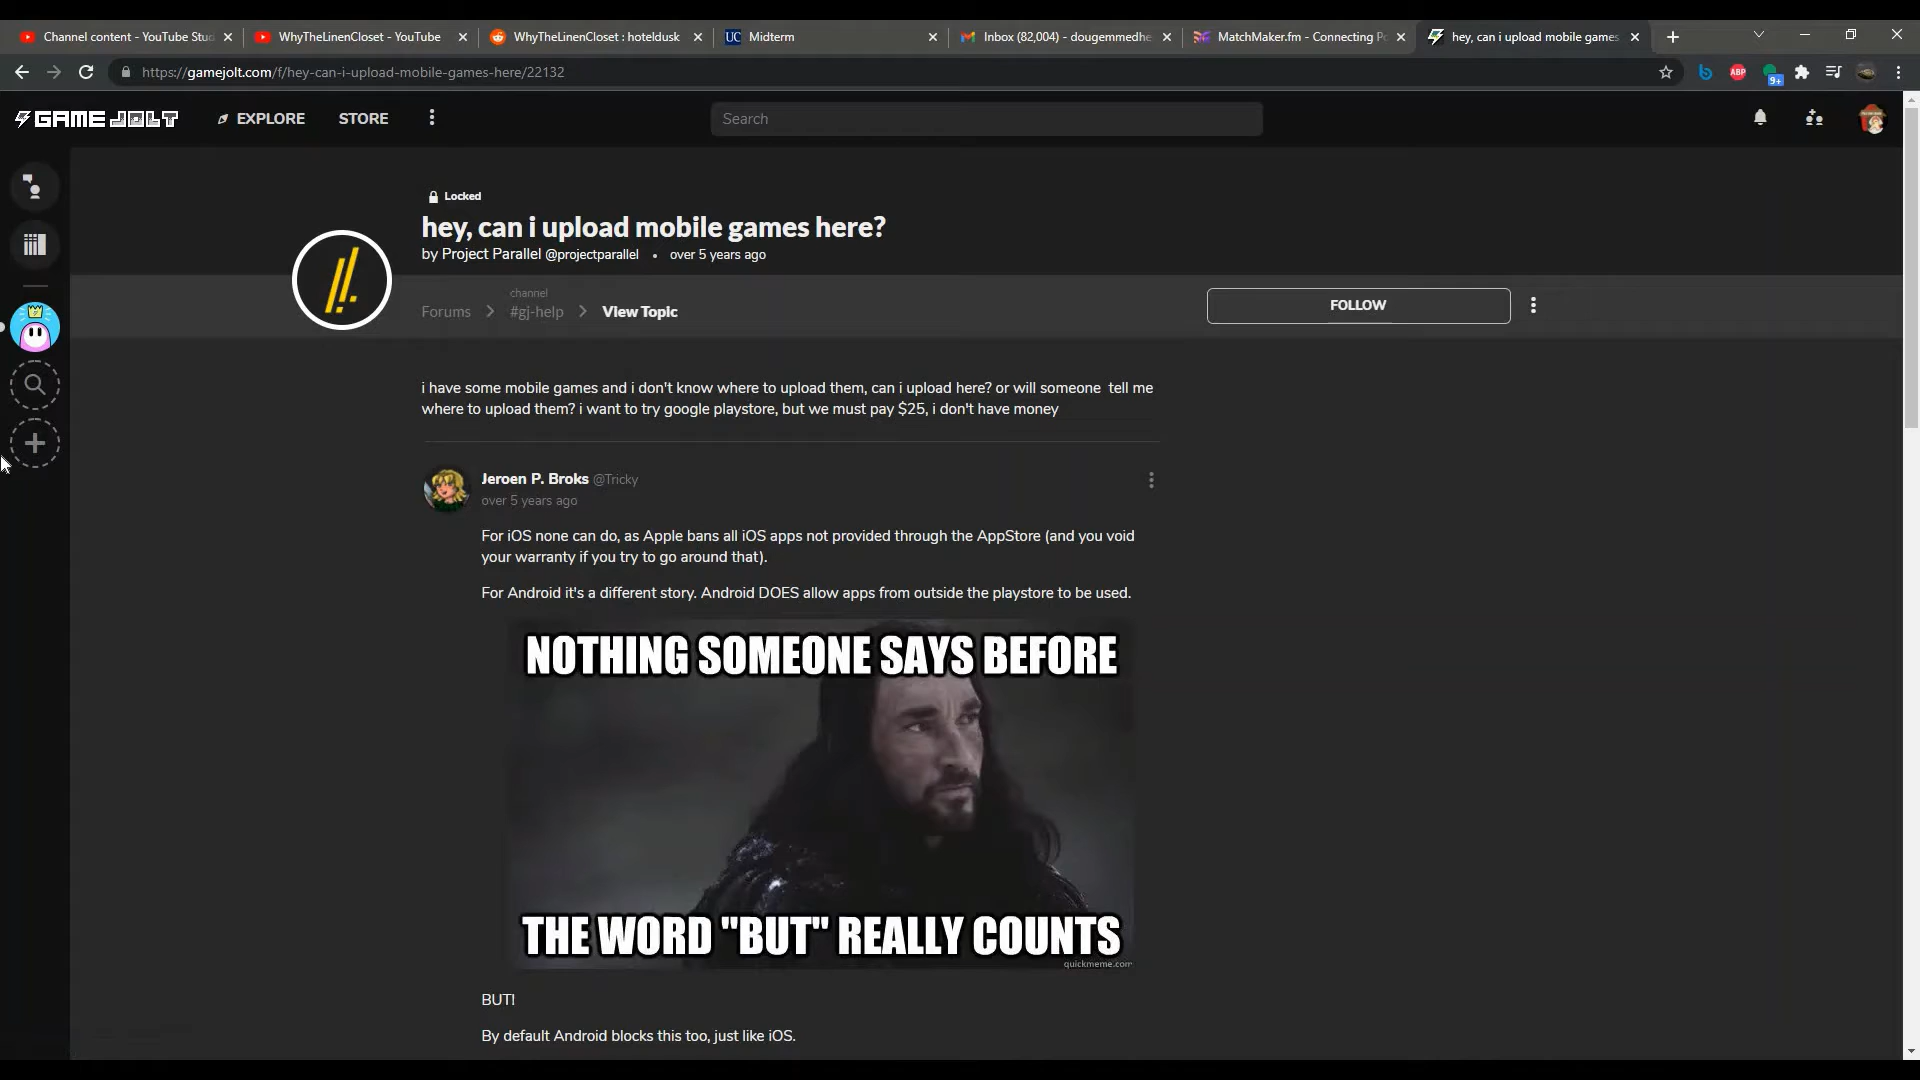 Channel content - YouTube Stud
WhyTheLinenCloset - YouTube
WhyTheLinenCloset : hoteldusk
UC Midterm
Inbox (82,004) - dougemmedhe
MatchMaker.fm - Connecting Po
hey, can i upload mobile games
https://gamejolt.com/f/hey-can-i-upload-mobile-games-here/22132
b
ABP
9+
GAME JOLT
EXPLORE
STORE
Search
Locked
hey, can i upload mobile games here?
by Project Parallel @projectparallel • over 5 years ago
channel
Forums > #gj-help > View Topic
FOLLOW
i have some mobile games and i don't know where to upload them, can i upload here? or will someone tell me
where to upload them? i want to try google playstore, but we must pay $25, i don't have money
Jeroen P. Broks @Tricky
over 5 years ago
For iOS none can do, as Apple bans all iOS apps not provided through the AppStore (and you void
your warranty if you try to go around that).
For Android it's a different story. Android DOES allow apps from outside the playstore to be used.
NOTHING SOMEONE SAYS BEFORE
THE WORD "BUT" REALLY COUNTS
quickmeme.com
BUT!
By default Android blocks this too, just like iOS.